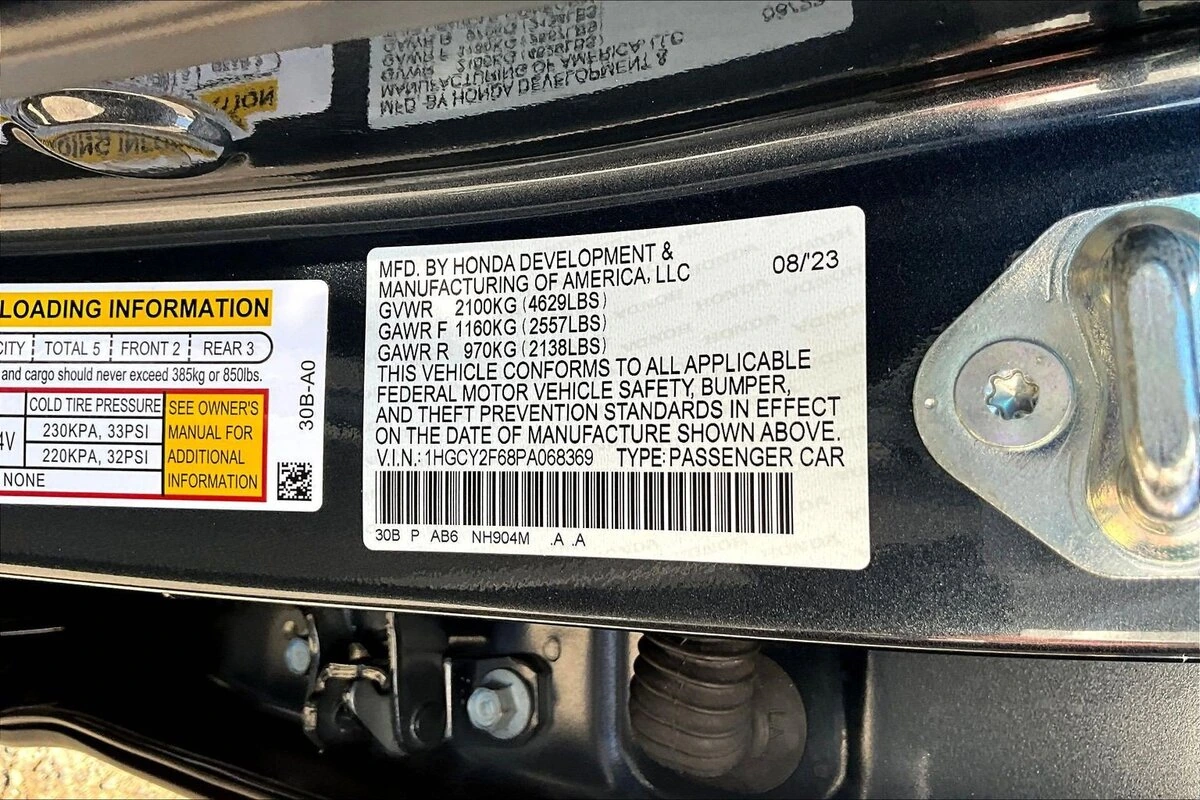 LOADING INFORMATION
CITY TOTAL 5 FRONT 2 REAR 3
and cargo should never exceed 385kg or 850lbs.
COLD TIRE PRESSURE
4V 230KPA, 33PSI
220KPA, 32PSI
NONE
SEE OWNER'S
MANUAL FOR
ADDITIONAL
INFORMATION
30B-A0
MFD. BY HONDA DEVELOPMENT &
MANUFACTURING OF AMERICA, LLC
08/'23
GVWR 2100KG (4629LBS)
GAWR F 1160KG (2557LBS)
GAWR R 970KG (2138LBS)
THIS VEHICLE CONFORMS TO ALL APPLICABLE
FEDERAL MOTOR VEHICLE SAFETY, BUMPER,
AND THEFT PREVENTION STANDARDS IN EFFECT
ON THE DATE OF MANUFACTURE SHOWN ABOVE.
V.I.N.: 1HGCY2F68PA068369 TYPE: PASSENGER CAR
30B P AB6 NH904M .A .A